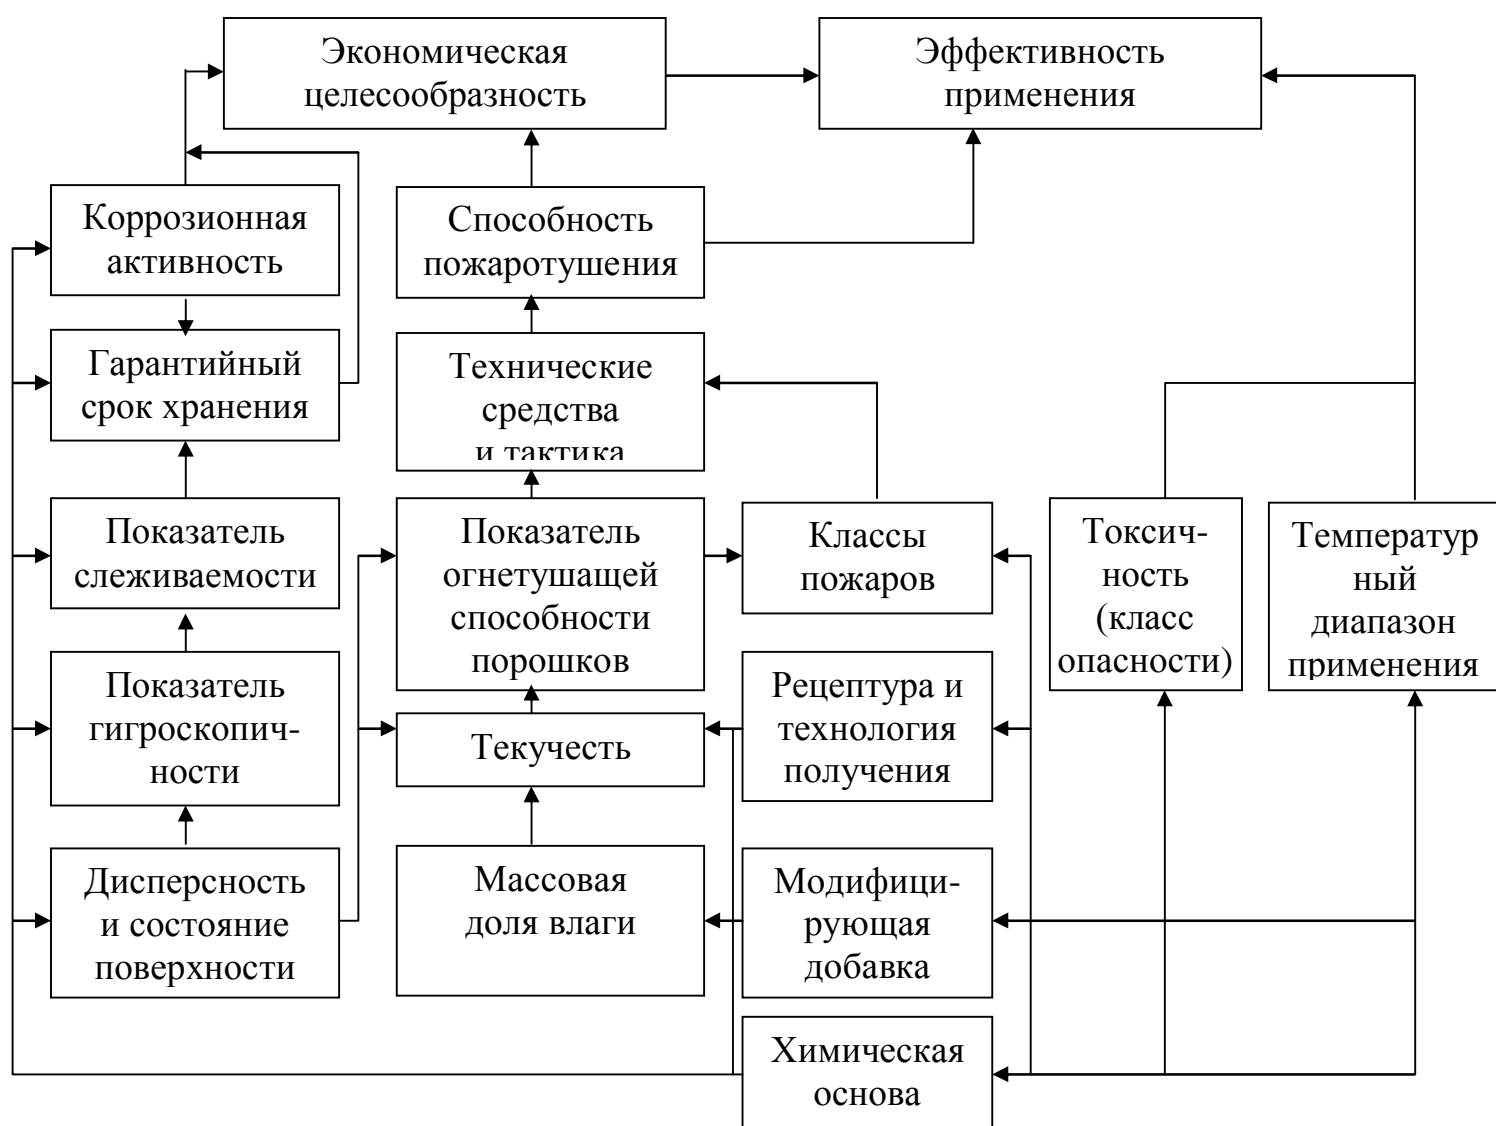 Экономическая
целесообразность
Эффективность
применения
Коррозионная
активность
Способность
пожаротушения
Гарантийный
срок хранения
Технические
средства
и тактика
Показатель
слеживаемости
Показатель
огнетушащей
способности
порошков
Классы
пожаров
Токсич-
ность
(класс
опасности)
Температур
ный
диапазон
применения
Показатель
гигроскопич-
ности
Текучесть
Рецептура и
технология
получения
Дисперсность
и состояние
поверхности
Массовая
доля влаги
Модифици-
рующая
добавка
Химическая
основа